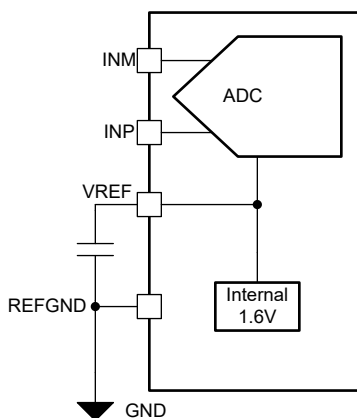 INM
ADC
INP
VREF
REFGND
Internal
1.6V
GND